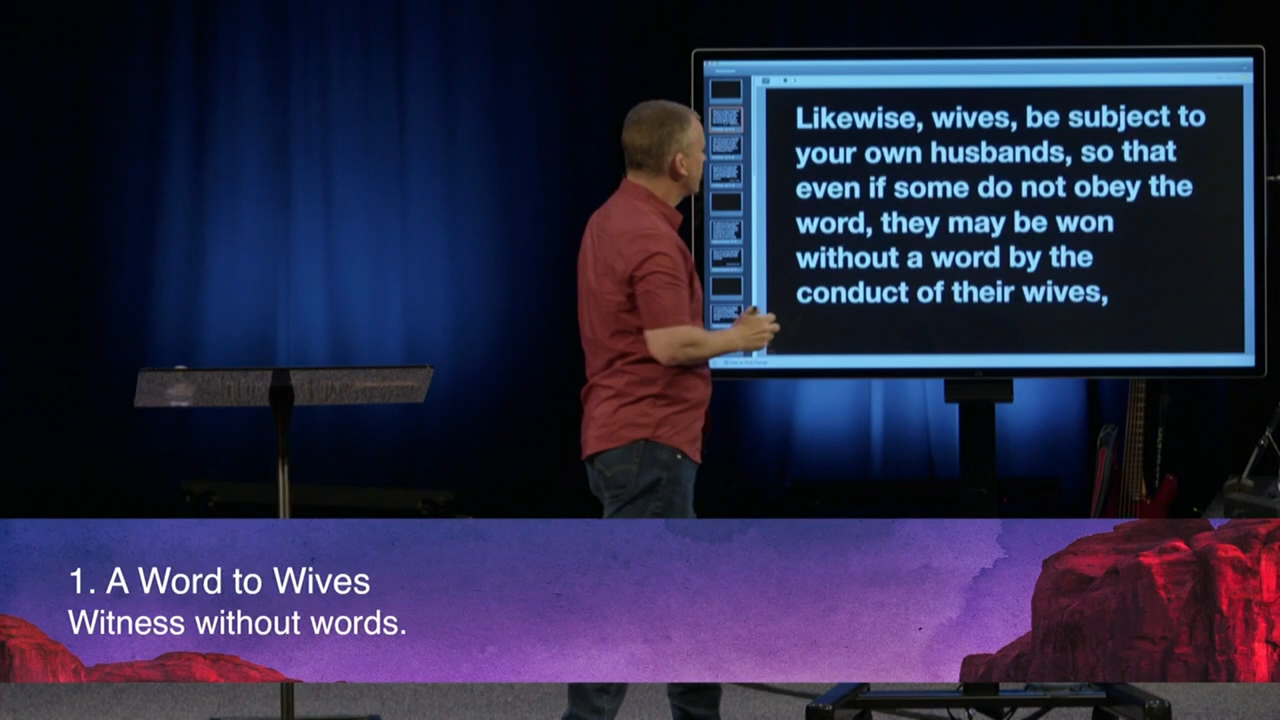 Likewise, wives, be subject to
your own husbands, so that
even if some do not obey the
word, they may be won
without a word by the
conduct of their wives,
1. A Word to Wives
Witness without words.